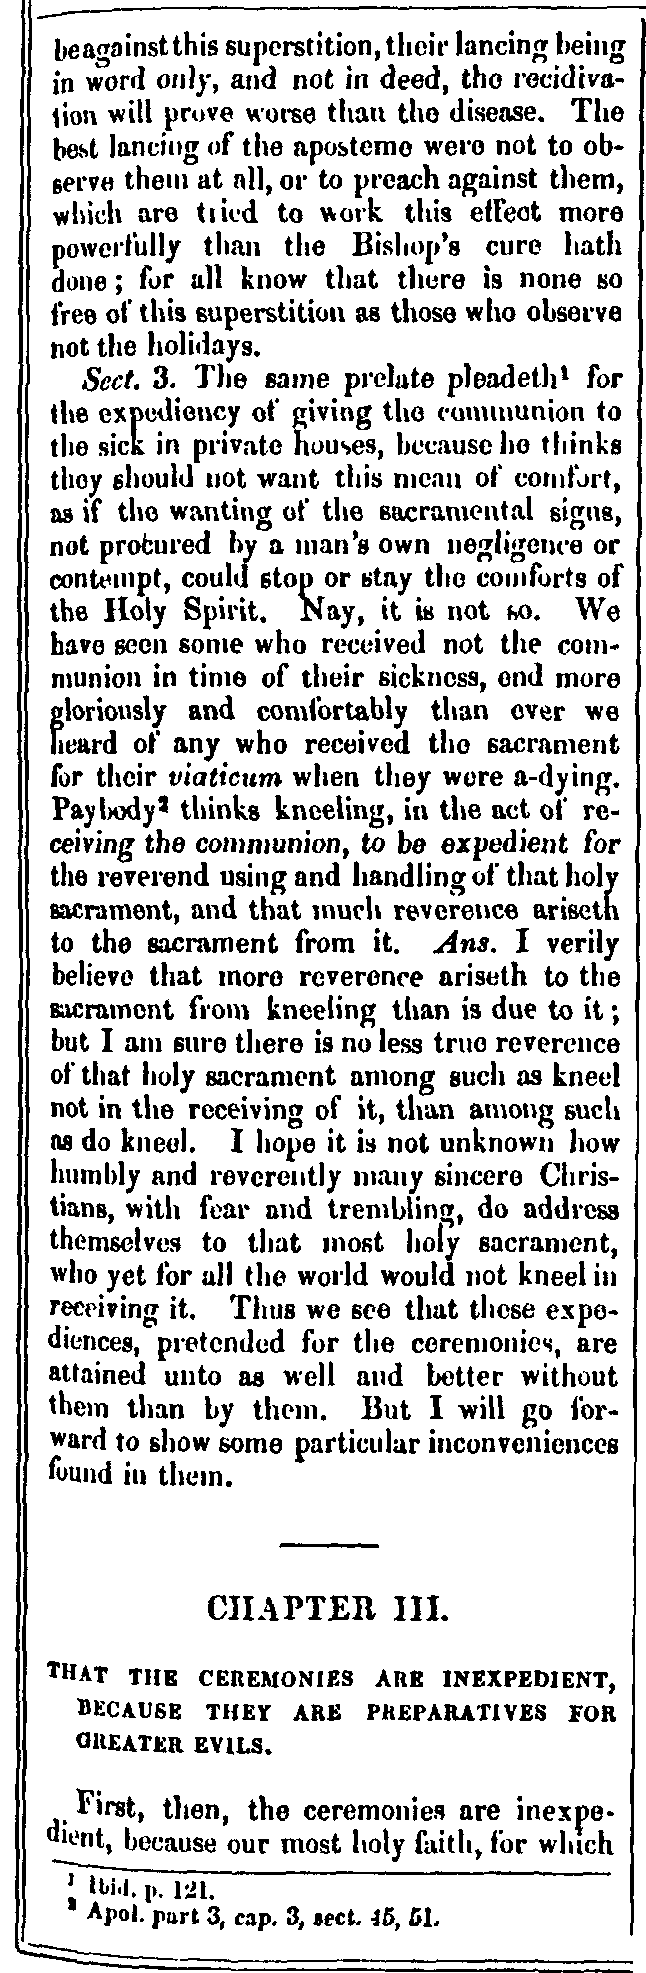 be against this superstition, their lancing being
in word only, and not in deed, the recidiva-
tion will prove worse than the disease. The
best lancing of the aposteme were not to ob-
serve them at all, or to preach against them,
which are tried to work this effect more
powerfully than the Bishop's cure hath
done; for all know that there is none so
free of this superstition as those who observe
not the holidays.
Sect. 3. The same prelate pleadeth¹ for
the expediency of giving the communion to
the sick in private houses, because he thinks
they should not want this mean of comfort,
as if the wanting of the sacramental signs,
not procured by a man's own negligence or
contempt, could stop or stay the comforts of
the Holy Spirit. Nay, it is not so. We
have seen some who received not the com-
munion in time of their sickness, end more
gloriously and comfortably than ever we
heard of any who received the sacrament
for their viaticum when they were a-dying.
Paybody² thinks kneeling, in the act of re-
ceiving the communion, to be expedient for
the reverend using and handling of that holy
sacrament, and that much reverence ariseth
to the sacrament from it. Ans. I verily
believe that more reverence ariseth to the
sacrament from kneeling than is due to it;
but I am sure there is no less true reverence
of that holy sacrament among such as kneel
not in the receiving of it, than among such
as do kneel. I hope it is not unknown how
humbly and reverently many sincere Chris-
tians, with fear and trembling, do address
themselves to that most holy sacrament,
who yet for all the world would not kneel in
receiving it. Thus we see that these expe-
diences, pretended for the ceremonies, are
attained unto as well and better without
them than by them. But I will go for-
ward to show some particular inconveniences
found in them.
CHAPTER III.
THAT THE CEREMONIES ARE INEXPEDIENT,
BECAUSE THEY ARE PREPARATIVES FOR
GREATER EVILS.
First, then, the ceremonies are inexpe-
dient, because our most holy faith, for which
¹ Ibid. p. 121.
² Apol. part 3, cap. 3, sect. 45, 51.